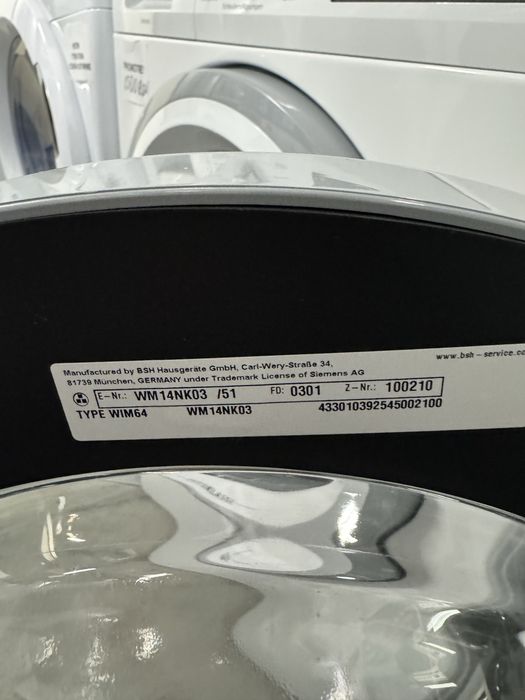 www.bsh-service.co
Manufactured by BSH Hausgeräte GmbH, Carl-Wery-Straße 34,
81739 München, GERMANY under Trademark License of Siemens AG
E-Nr.: WM14NK03 /51 FD: 0301 Z-Nr.: 100210
TYPE WIM64 WM14NK03 433010392545002100